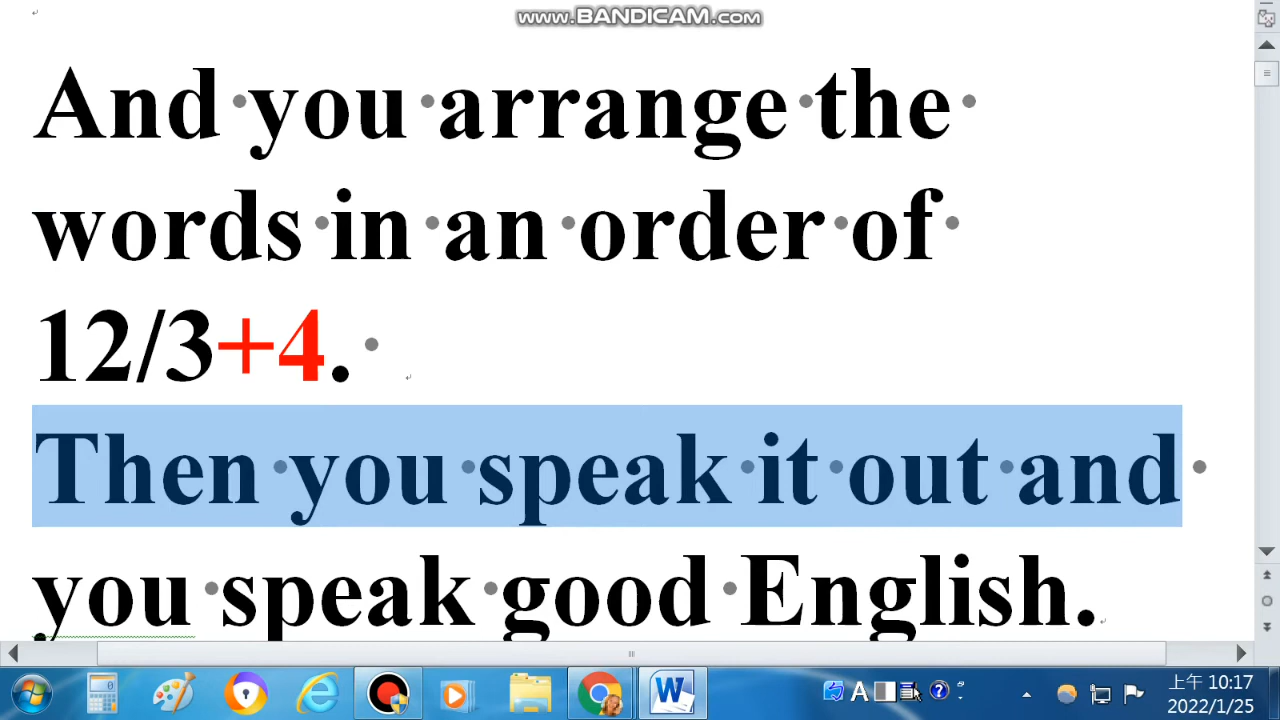 www.BANDICAM.com
And you arrange the
words in an order of
12/3+4.
Then you speak it out and
you speak good English.
上午 10:17
2022/1/25